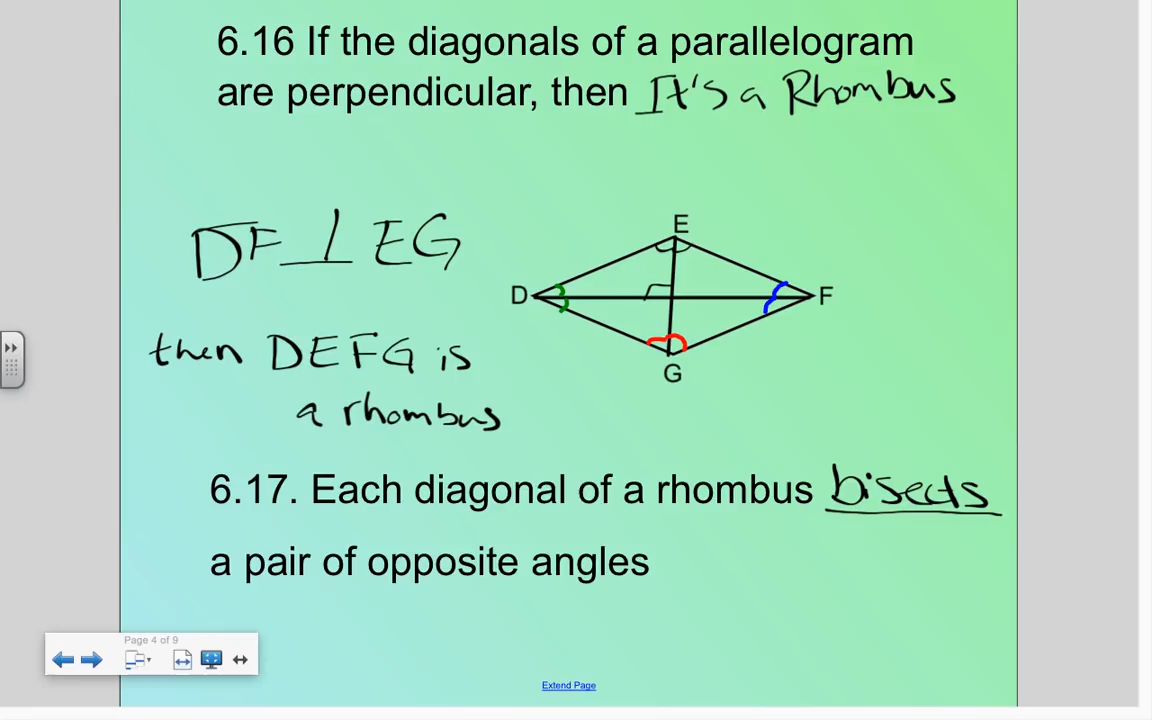 6.16 If the diagonals of a parallelogram
are perpendicular, then It's a Rhombus
DF ⊥ EG
E
D
F
then DEFG is
G
a rhombus
6.17. Each diagonal of a rhombus bisects
a pair of opposite angles
Page 4 of 9
Extend Page